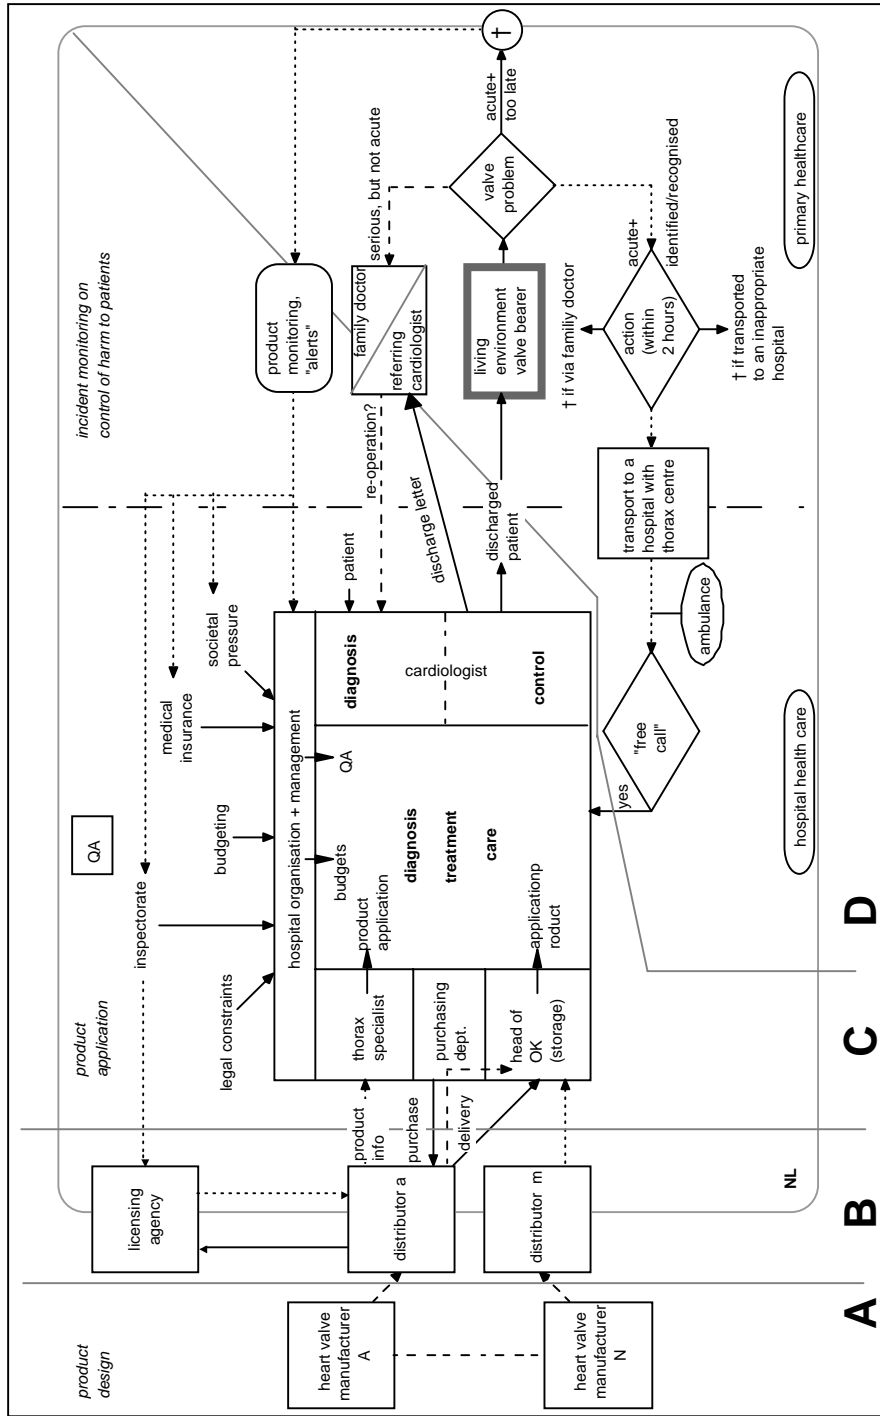 product
design
heart valve
manufacturer
A
heart valve
manufacturer
N
A
licensing
agency
distributor a
distributor m
NL
B
product
application
QA
inspectorate
legal constraints
budgeting
medical
insurance
societal
pressure
product
info
purchase
delivery
hospital organisation + management
thorax
specialist
purchasing
dept.
head of
OK
(storage)
budgets
QA
product
application
applicationp
roduct
diagnosis
treatment
care
diagnosis
cardiologist
control
C
D
yes
"free
call"
ambulance
hospital health care
transport to a
hospital with
thorax centre
patient
re-operation?
discharge letter
discharged
patient
incident monitoring on
control of harm to patients
product
monitoring,
"alerts"
family doctor
referring
cardiologist
living
environment
valve bearer
serious, but not acute
valve
problem
acute+
too late
†
acute+
identified/recognised
action
(within
2 hours)
† if via familiy doctor
† if transported
to an inappropriate
hospital
primary healthcare